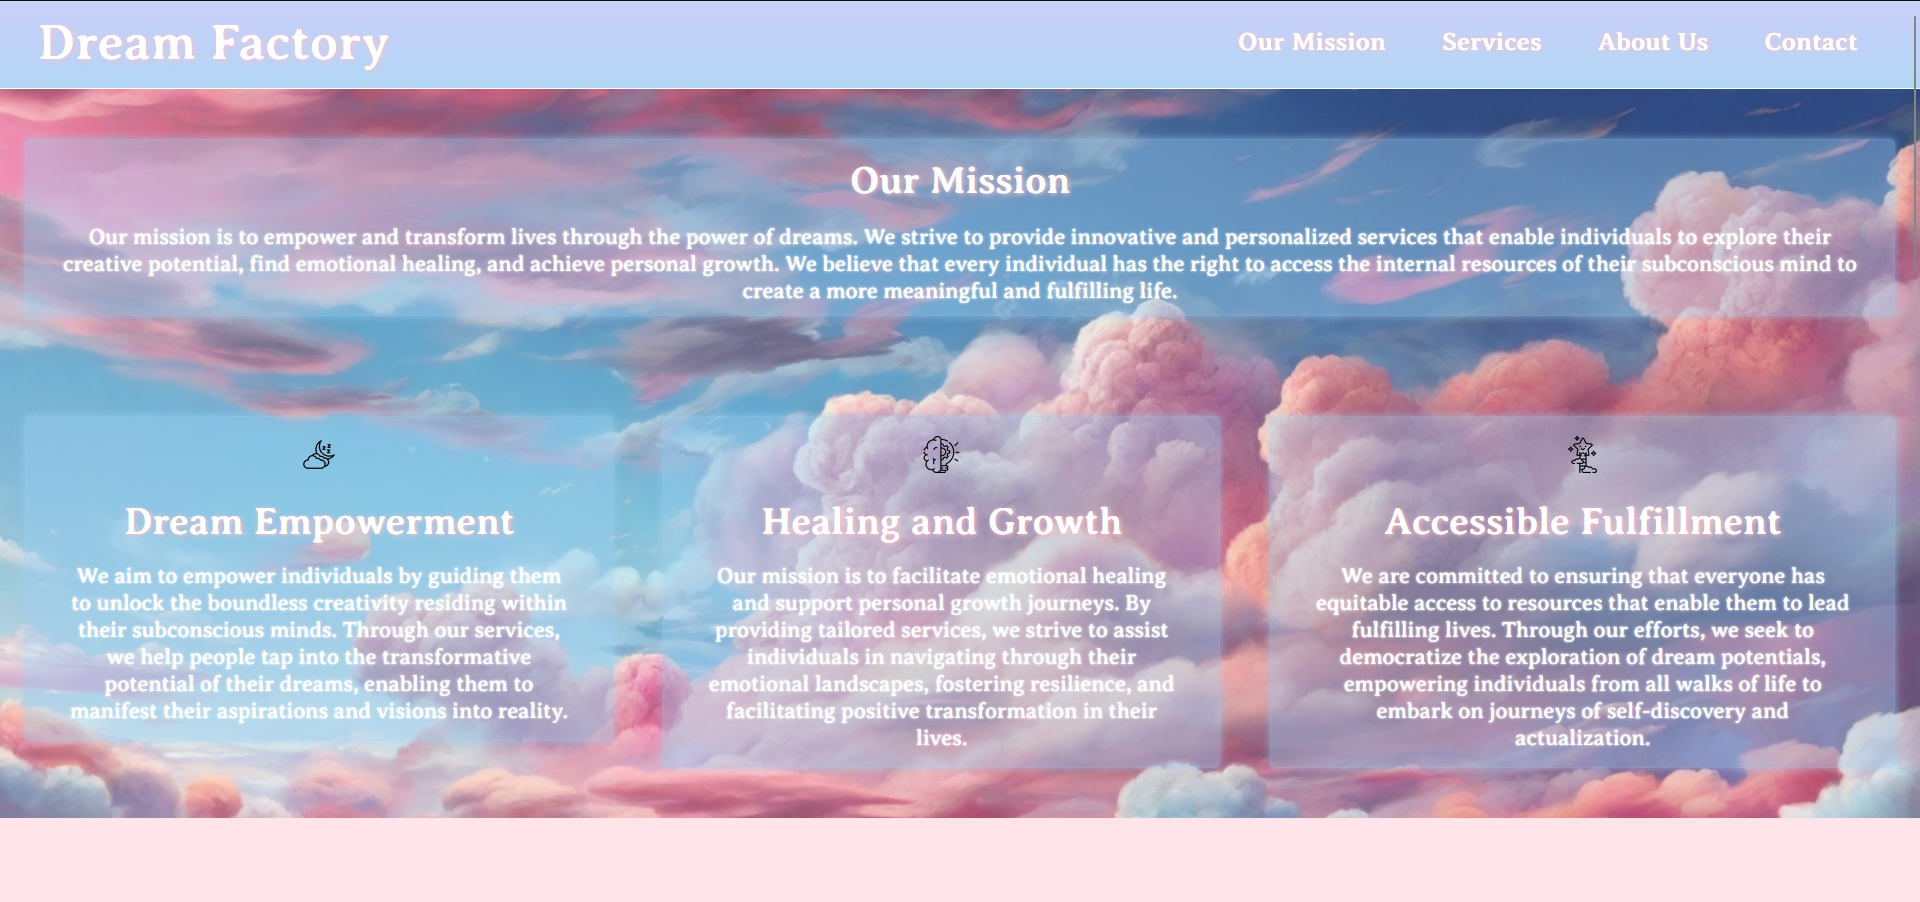 Dream Factory
Our Mission
Services
About Us
Contact
Our Mission
Our mission is to empower and transform lives through the power of dreams. We strive to provide innovative and personalized services that enable individuals to explore their
creative potential, find emotional healing, and achieve personal growth. We believe that every individual has the right to access the internal resources of their subconscious mind to
create a more meaningful and fulfilling life.
Dream Empowerment
We aim to empower individuals by guiding them
to unlock the boundless creativity residing within
their subconscious minds. Through our services,
we help people tap into the transformative
potential of their dreams, enabling them to
manifest their aspirations and visions into reality.
Healing and Growth
Our mission is to facilitate emotional healing
and support personal growth journeys. By
providing tailored services, we strive to assist
individuals in navigating through their
emotional landscapes, fostering resilience, and
facilitating positive transformation in their
lives.
Accessible Fulfillment
We are committed to ensuring that everyone has
equitable access to resources that enable them to lead
fulfilling lives. Through our efforts, we seek to
democratize the exploration of dream potentials,
empowering individuals from all walks of life to
embark on journeys of self-discovery and
actualization.